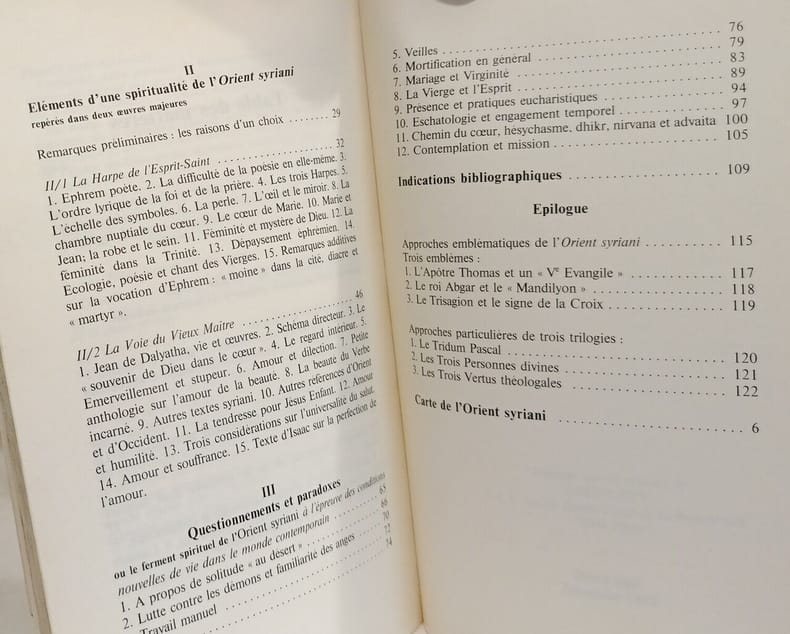 II
Eléments d'une spiritualité de l'Orient syriani
repérés dans deux œuvres majeures
Remarques préliminaires : les raisons d'un choix ........ 29
II/1 La Harpe de l'Esprit-Saint .................... 32
1. Ephrem poète. 2. La difficulté de la poésie en elle-même. 3.
L'ordre lyrique de la foi et de la prière. 4. Les trois Harpes. 5.
L'échelle des symboles. 6. La perle. 7. L'œil et le miroir. 8. La
chambre nuptiale du cœur. 9. Le cœur de Marie. 10. Marie et
Jean; la robe et le sein. 11. Féminité et mystère de Dieu. 12. La
féminité dans la Trinité. 13. Dépaysement éphrémien. 14.
Ecologie, poésie et chant des Vierges. 15. Remarques additives
sur la vocation d'Ephrem : « moine » dans la cité, diacre et
« martyr ».
II/2 La Voie du Vieux Maitre .................... 46
1. Jean de Dalyatha, vie et œuvres. 2. Schéma directeur. 3. Le
« souvenir de Dieu dans le cœur ». 4. Le regard intérieur. 5.
Emerveillement et stupeur. 6. Amour et dilection. 7. Petite
anthologie sur l'amour de la beauté. 8. La beauté du Verbe
incarné. 9. Autres textes syriani. 10. Autres références d'Orient
et d'Occident. 11. La tendresse pour Jésus Enfant. 12. Amour
et humilité. 13. Trois considérations sur l'universalité du salut.
14. Amour et souffrance. 15. Texte d'Isaac sur la perfection de
l'amour.
III
Questionnements et paradoxes
ou le ferment spirituel de l'Orient syriani à l'épreuve des conditions
nouvelles de vie dans le monde contemporain .......... 65
1. A propos de solitude « au désert » .......... 66
2. Lutte contre les démons et familiarité des anges 70
Travail manuel .................... 72
74
5. Veilles .................... 76
6. Mortification en général .................... 79
7. Mariage et Virginité .................... 83
8. La Vierge et l'Esprit .................... 89
9. Présence et pratiques eucharistiques .................... 94
10. Eschatologie et engagement temporel .................... 97
11. Chemin du cœur, hésychasme, dhikr, nirvana et advaita 100
12. Contemplation et mission .................... 105
Indications bibliographiques .................... 109
Epilogue
Approches emblématiques de l'Orient syriani .......... 115
Trois emblèmes :
1. L'Apôtre Thomas et un « Ve Evangile » .......... 117
2. Le roi Abgar et le « Mandilyon » .......... 118
3. Le Trisagion et le signe de la Croix .......... 119
Approches particulières de trois trilogies :
1. Le Tridum Pascal .................... 120
2. Les Trois Personnes divines .................... 121
3. Les Trois Vertus théologales .................... 122
Carte de l'Orient syriani .................... 6